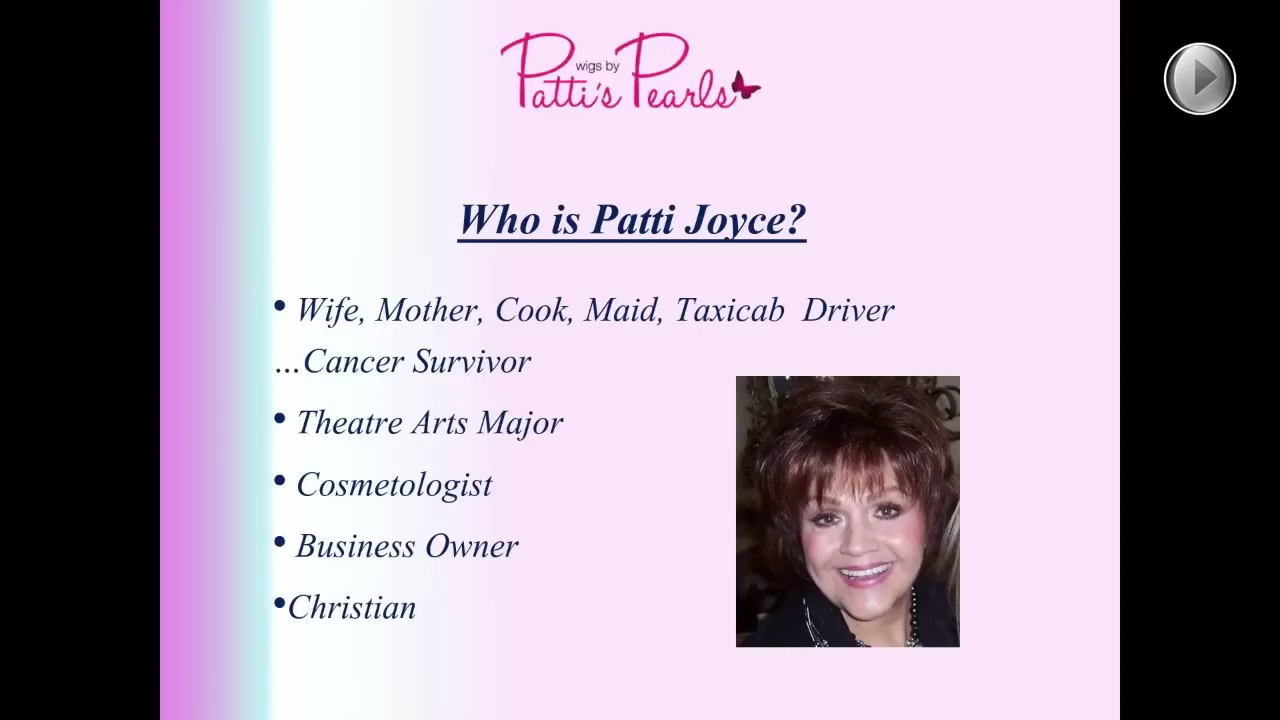 wigs by
Patti's Pearls
Who is Patti Joyce?
• Wife, Mother, Cook, Maid, Taxicab Driver
...Cancer Survivor
• Theatre Arts Major
• Cosmetologist
• Business Owner
•Christian